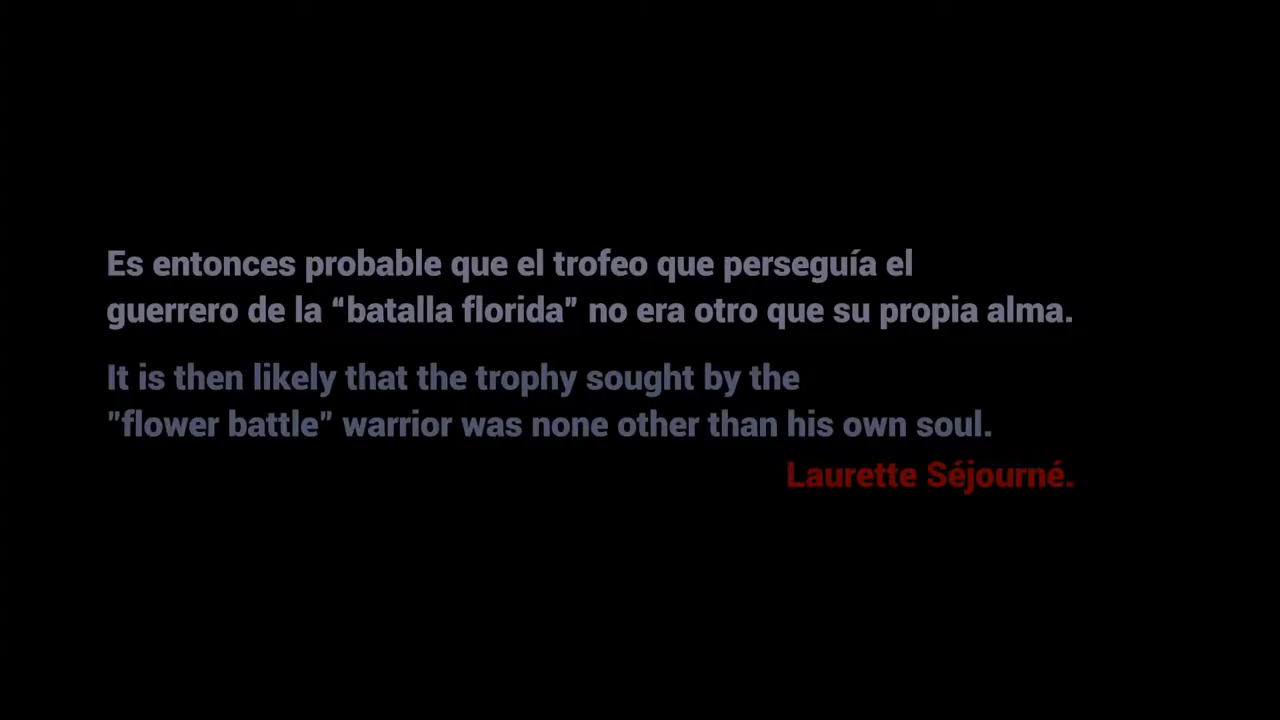 Es entonces probable que el trofeo que perseguía el
guerrero de la “batalla florida” no era otro que su propia alma.
It is then likely that the trophy sought by the
"flower battle" warrior was none other than his own soul.
Laurette Séjourné.